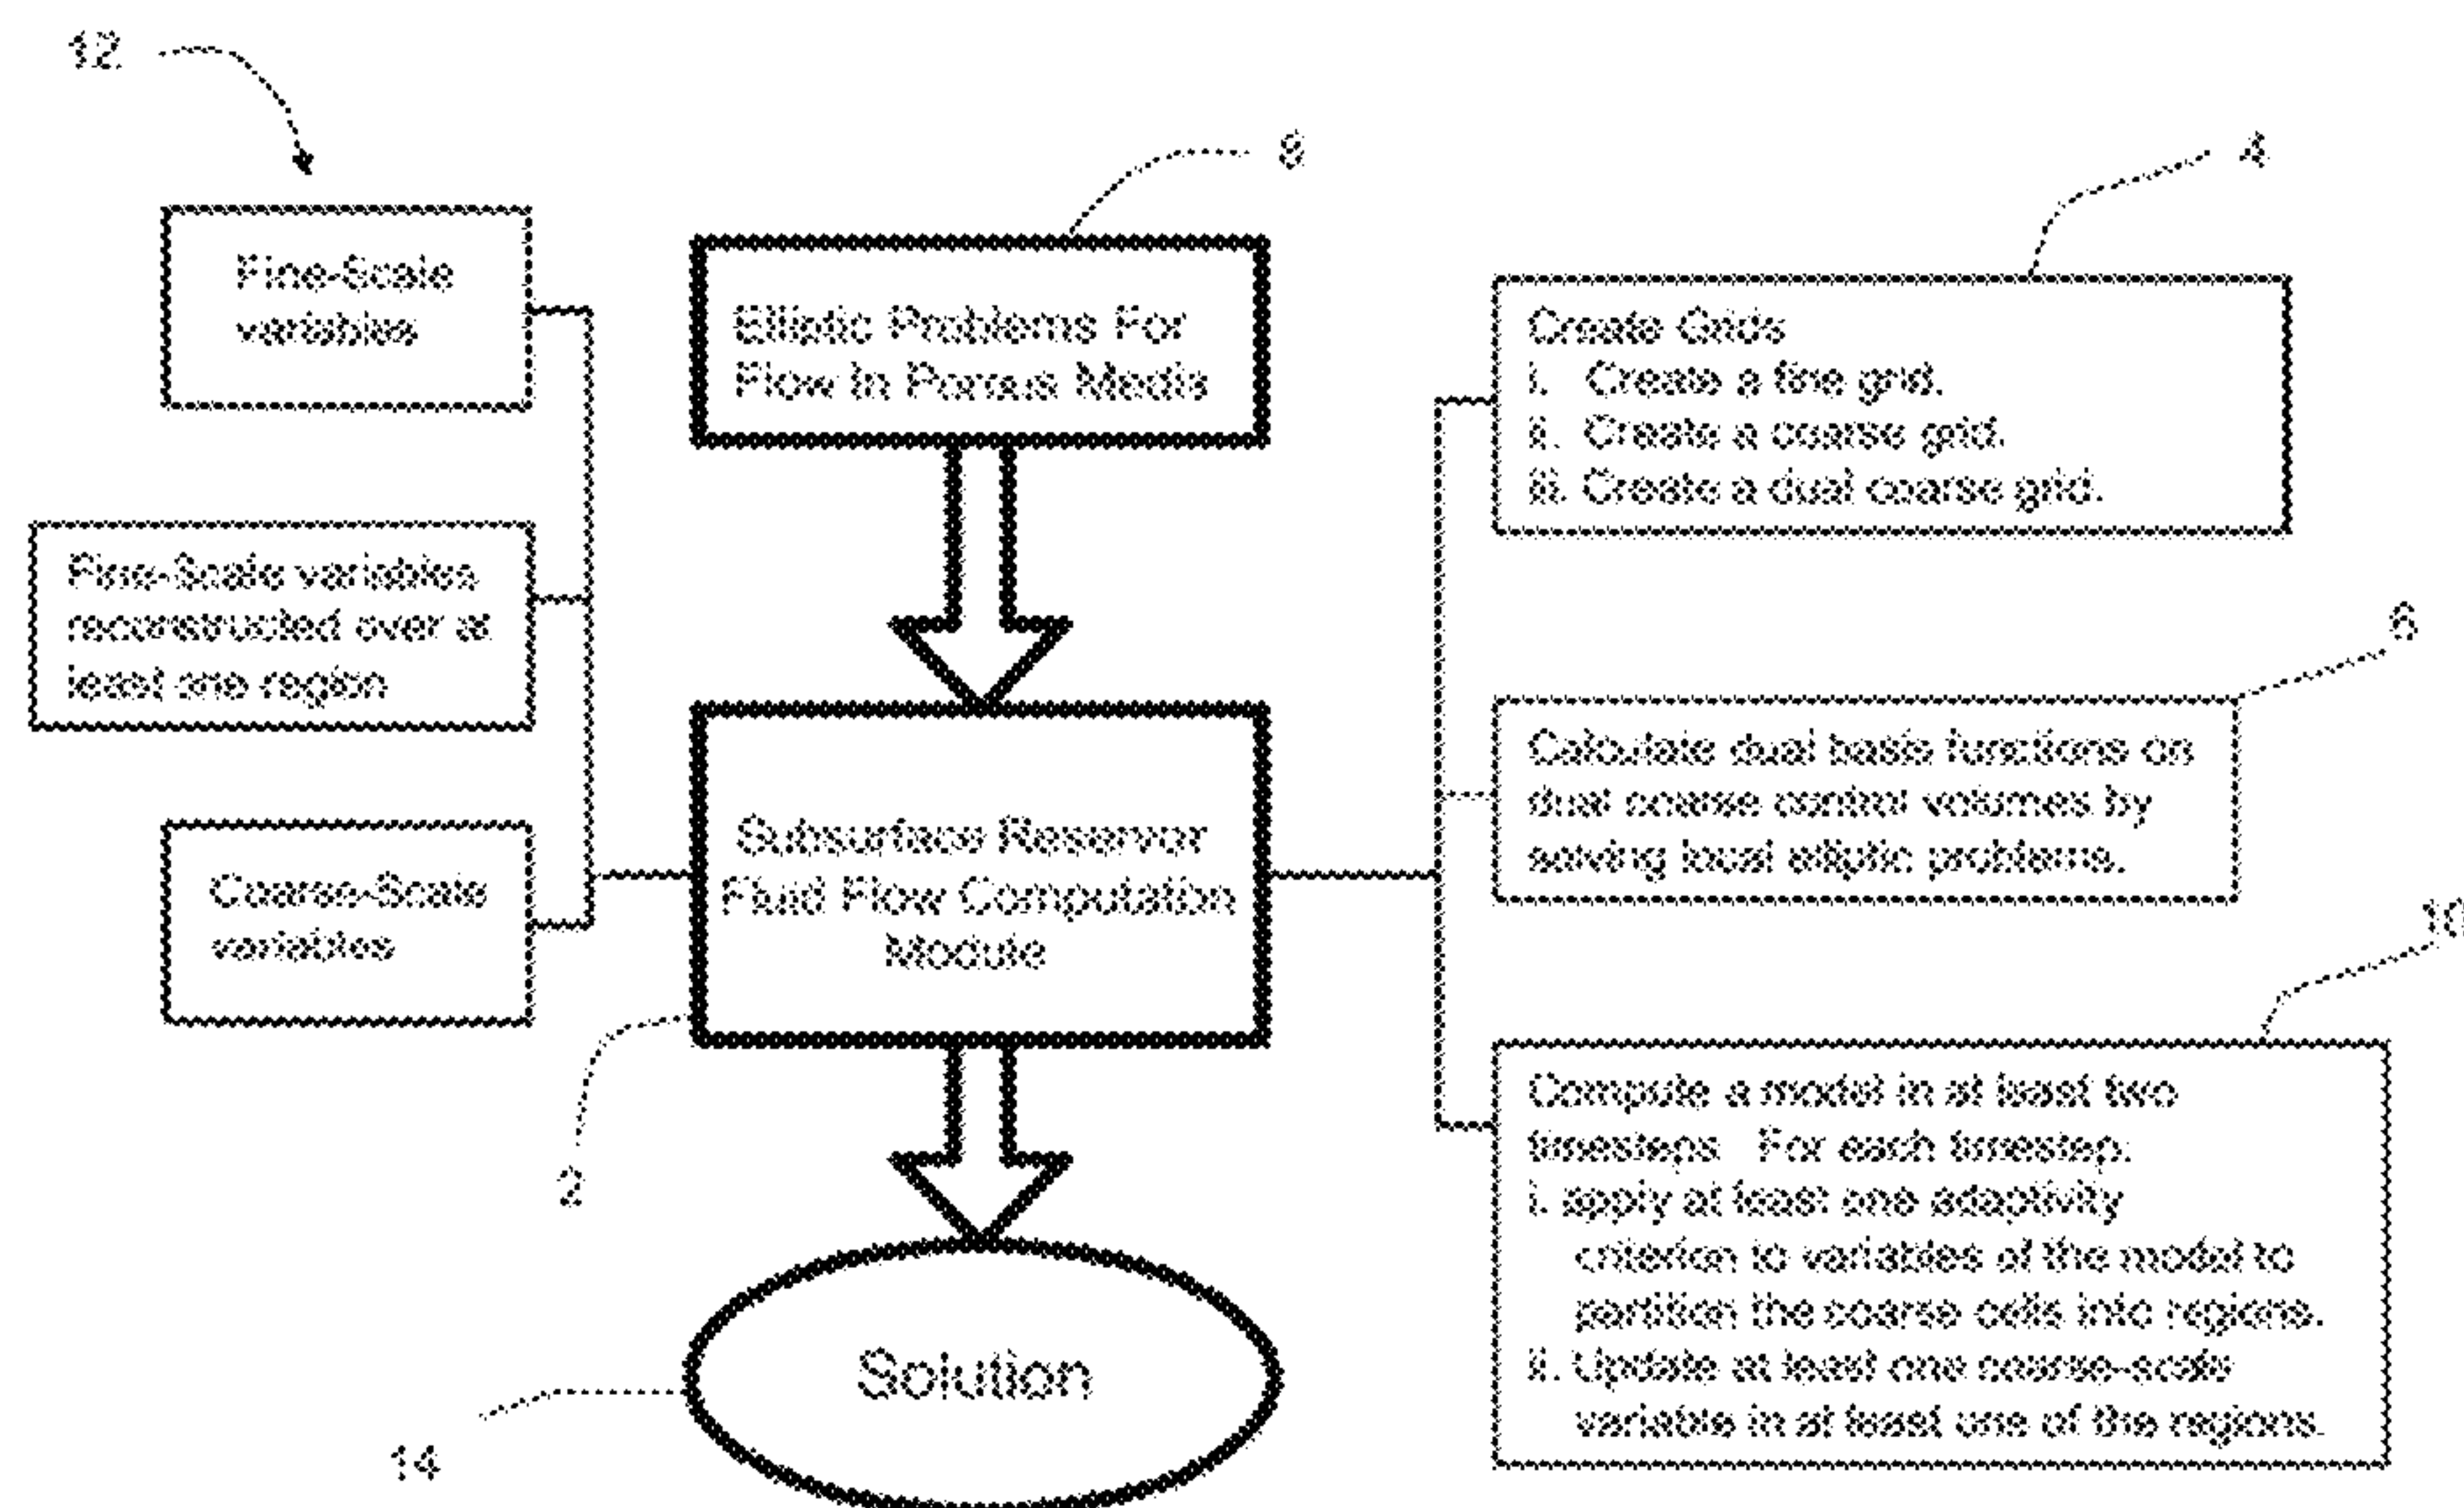 12
8
4
Fine-Scale
variables
Elliptic Problems For
Flow In Porous Media
Create Grids
i. Create a fine grid.
ii. Create a coarse grid.
iii. Create a dual coarse grid.
Fine-Scale variables
reconstructed over at
least one region
6
Calculate dual basis functions on
dual coarse control volumes by
solving local elliptic problems.
Coarse-Scale
variables
Subsurface Reservor
Fluid Flow Computation
Module
2
10
Compute a model in at least two
timesteps For each timestep.
i. apply at least one adaptivity
criterion to variables of the model to
partition the coarse cells into regions.
ii. Update at least one coarse-scale
variable in at least one of the regions.
Solution
14